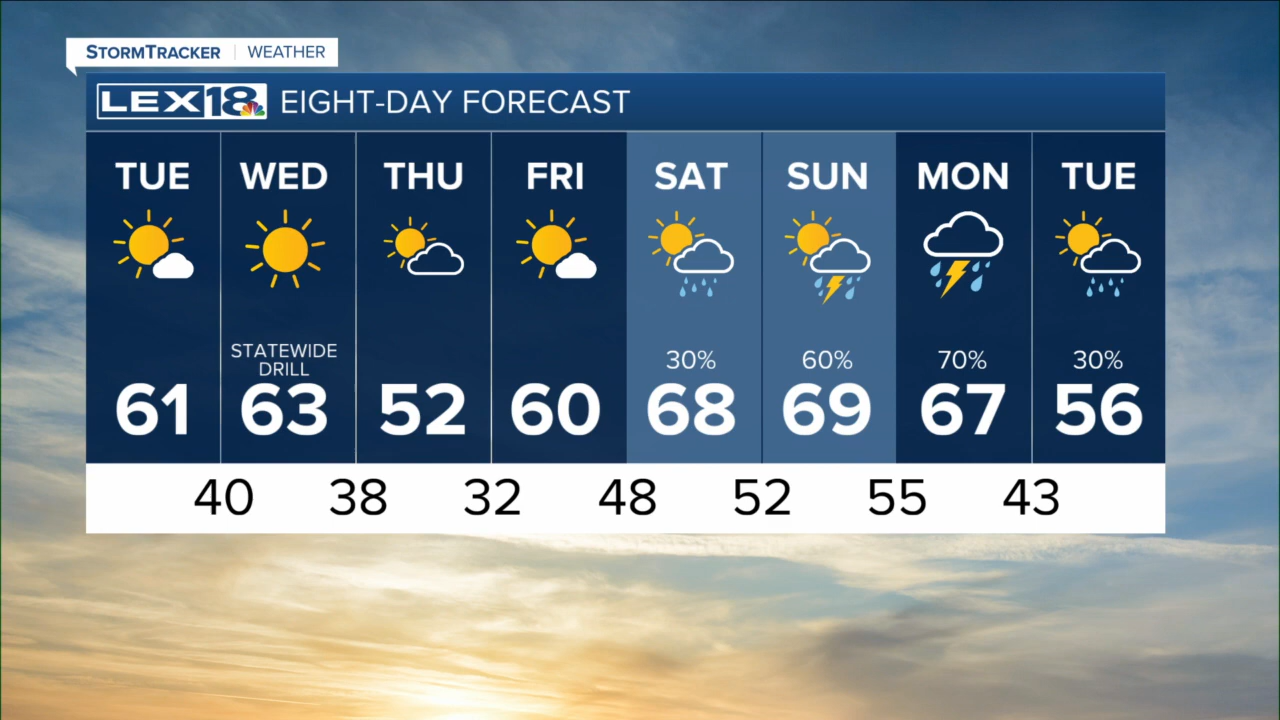 STORMTRACKER | WEATHER
LEX18 EIGHT-DAY FORECAST
TUE WED THU FRI SAT SUN MON TUE
STATEWIDE
DRILL
30% 60% 70% 30%
61 63 52 60 68 69 67 56
40 38 32 48 52 55 43